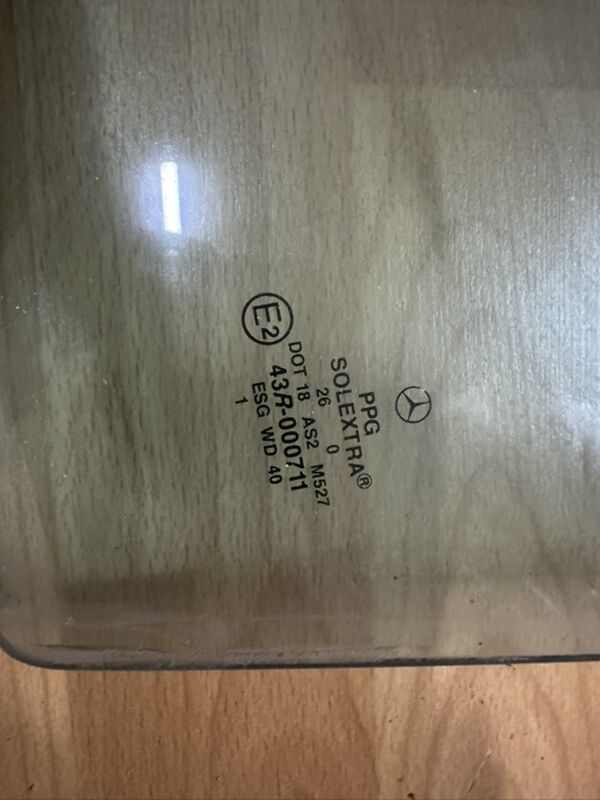 PPG
SOLEXTRA®
26 0
DOT 18 AS2 M527
E2
43R-000711
ESG WD 40
1